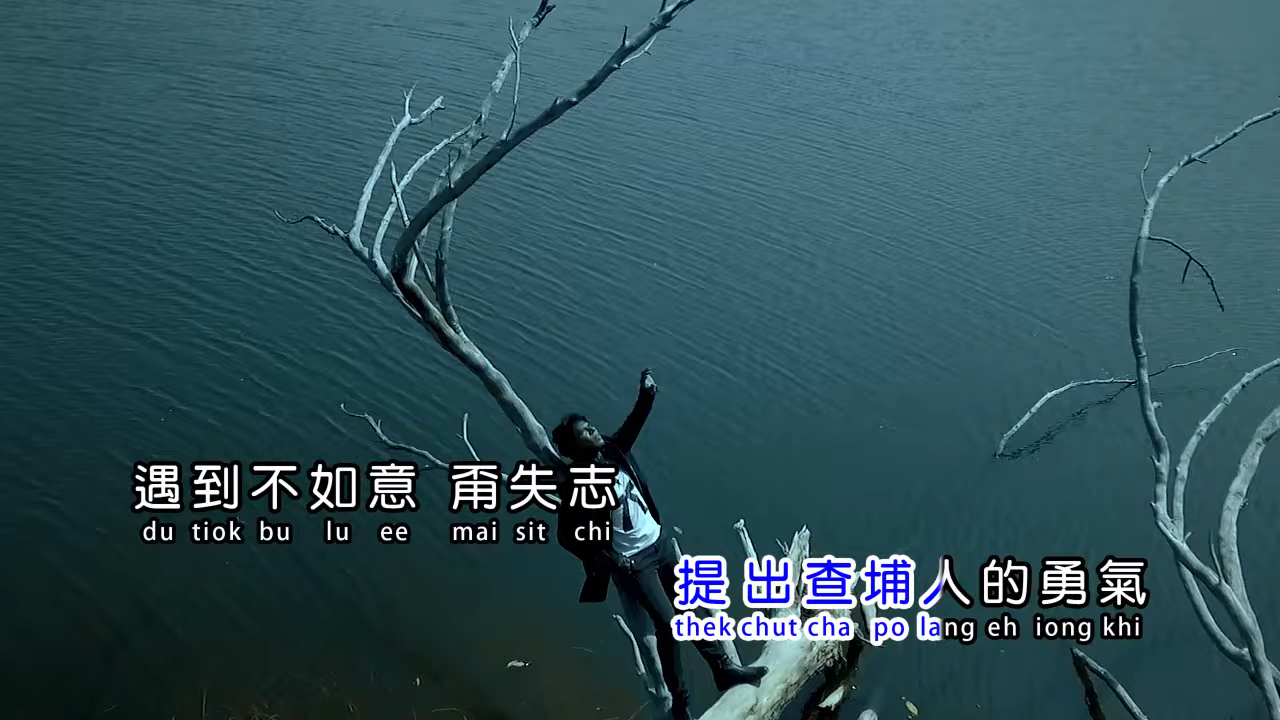 遇到不如意 甭失志
du tiok bu lu ee mai sit chi
提出查埔人的勇氣
thek chut cha po lang eh iong khi